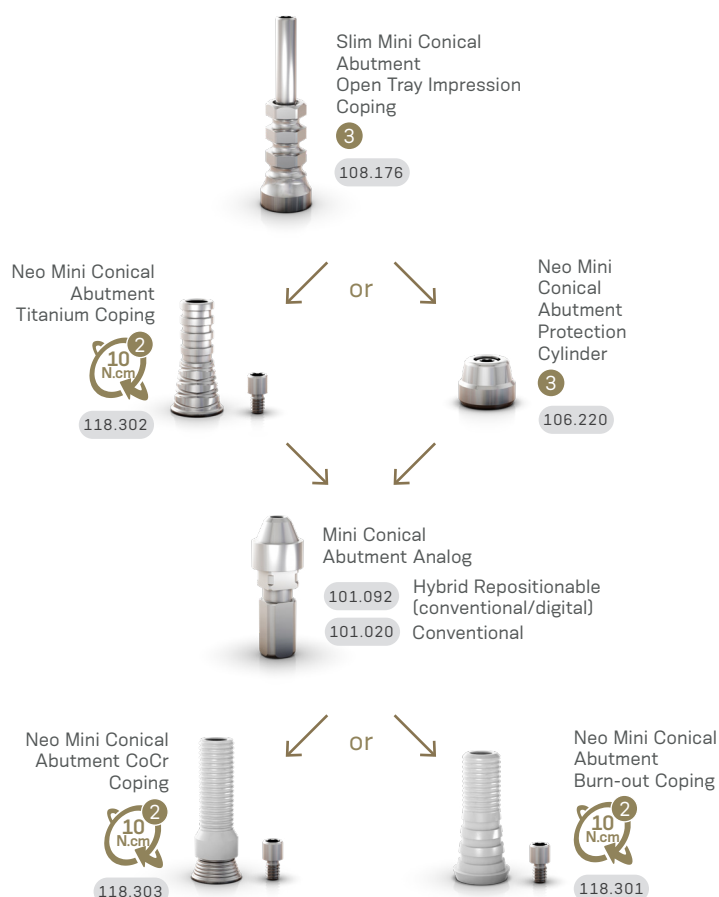 Slim Mini Conical
Abutment
Open Tray Impression
Coping
3
108.176
or
Neo Mini Conical
Abutment
Titanium Coping
2
10
N.cm
118.302
Neo Mini
Conical
Abutment
Protection
Cylinder
3
106.220
Mini Conical
Abutment Analog
101.092 Hybrid Repositionable
(conventional/digital)
101.020 Conventional
or
Neo Mini Conical
Abutment CoCr
Coping
2
10
N.cm
118.303
Neo Mini Conical
Abutment
Burn-out Coping
2
10
N.cm
118.301